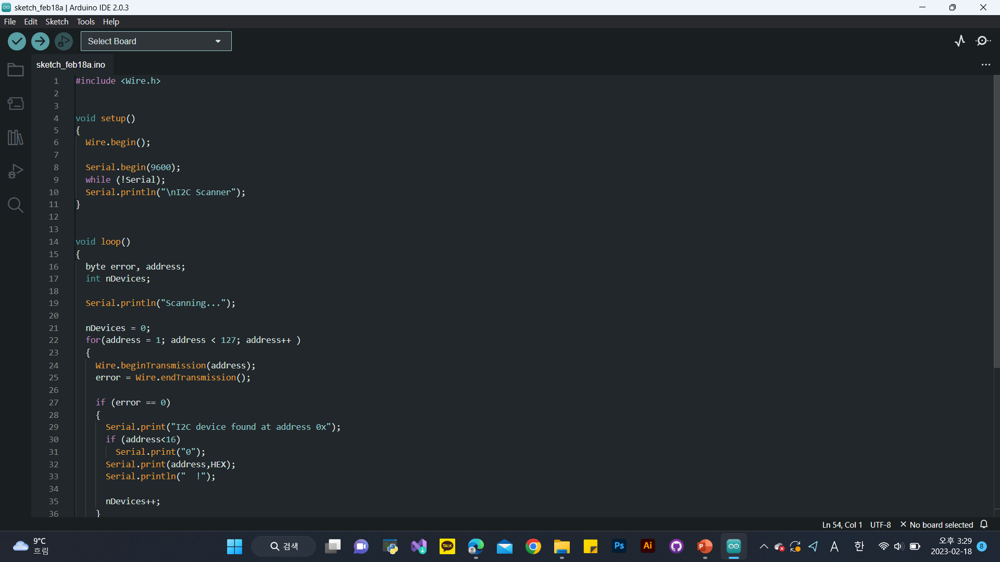 sketch_feb18a | Arduino IDE 2.0.3
File Edit Sketch Tools Help
Select Board
sketch_feb18a.ino
1 #include <Wire.h>
2
3
4 void setup()
5 {
6 Wire.begin();
7
8 Serial.begin(9600);
9 while (!Serial);
10 Serial.println("\nI2C Scanner");
11 }
12
13
14 void loop()
15 {
16 byte error, address;
17 int nDevices;
18
19 Serial.println("Scanning...");
20
21 nDevices = 0;
22 for(address = 1; address < 127; address++ )
23 {
24 Wire.beginTransmission(address);
25 error = Wire.endTransmission();
26
27 if (error == 0)
28 {
29 Serial.print("I2C device found at address 0x");
30 if (address<16)
31 Serial.print("0");
32 Serial.print(address,HEX);
33 Serial.println("  !");
34
35 nDevices++;
36 }
Ln 54, Col 1 UTF-8 No board selected
9°C
흐림
검색
TALK
Ps
Ai
P
A
한
오후 3:29
2023-02-18
8